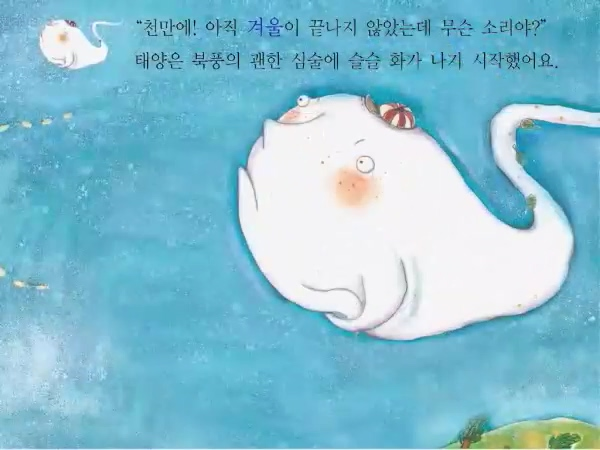 “천만에! 아직 겨울이 끝나지 않았는데 무슨 소리야?”
태양은 북풍의 괜한 심술에 슬슬 화가 나기 시작했어요.